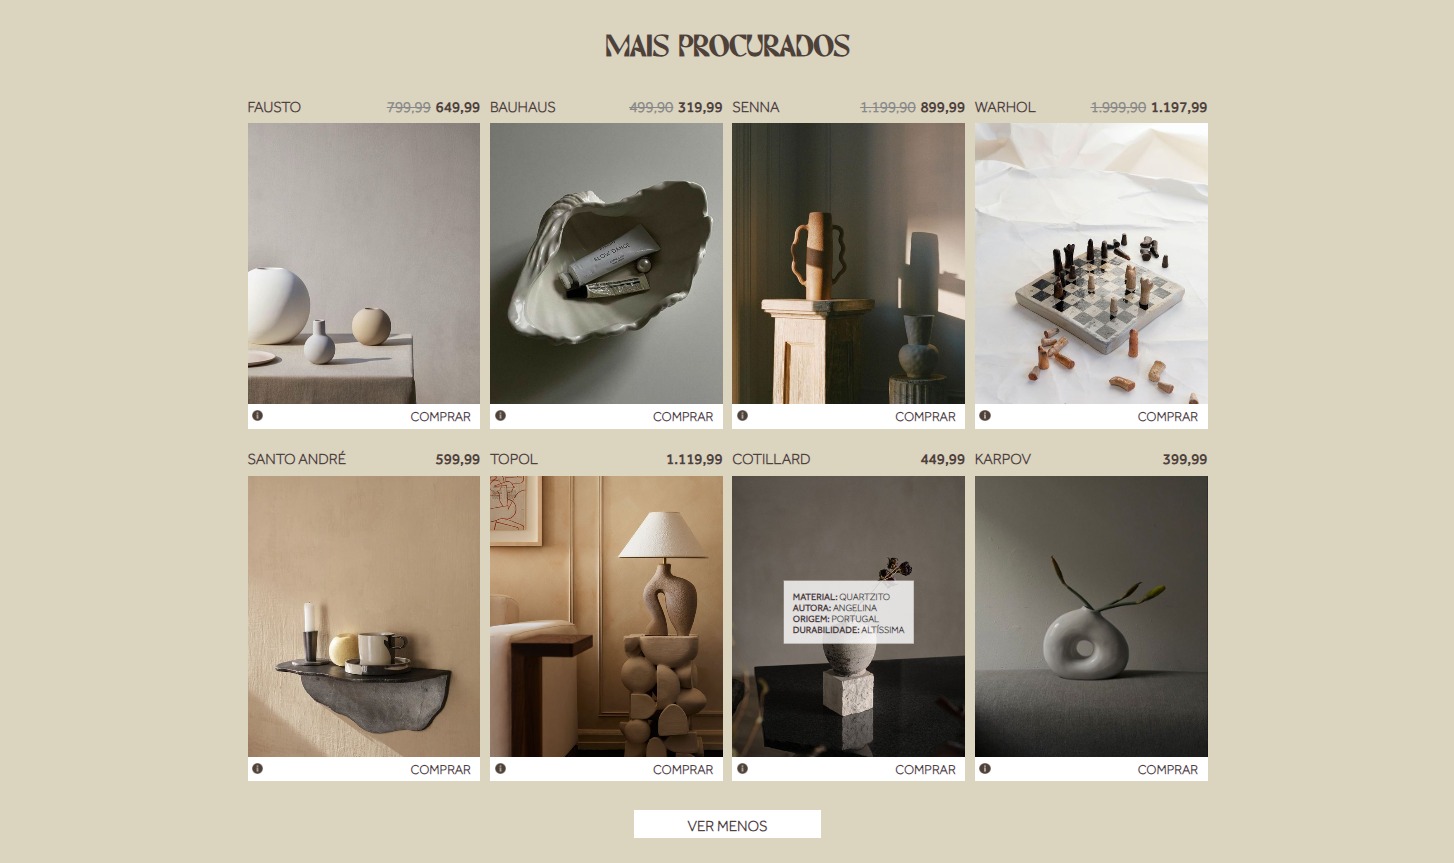 MAIS PROCURADOS
FAUSTO 799,99 649,99
BAUHAUS 499,90 319,99
SENNA 1.199,90 899,99
WARHOL 1.999,90 1.197,99
SLOW DANCE
COMPRAR
COMPRAR
COMPRAR
COMPRAR
SANTO ANDRÉ 599,99
TOPOL 1.119,99
COTILLARD 449,99
KARPOV 399,99
MATERIAL: QUARTZITO
AUTORA: ANGELINA
ORIGEM: PORTUGAL
DURABILIDADE: ALTÍSSIMA
COMPRAR
COMPRAR
COMPRAR
COMPRAR
VER MENOS